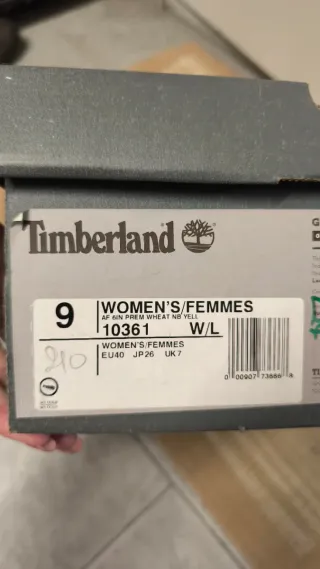 Timberland
9
WOMEN'S/FEMMES
AF 6IN PREM WHEAT NB YELL
10361 W/L
WOMEN'S/FEMMES
EU40 JP26 UK7
210